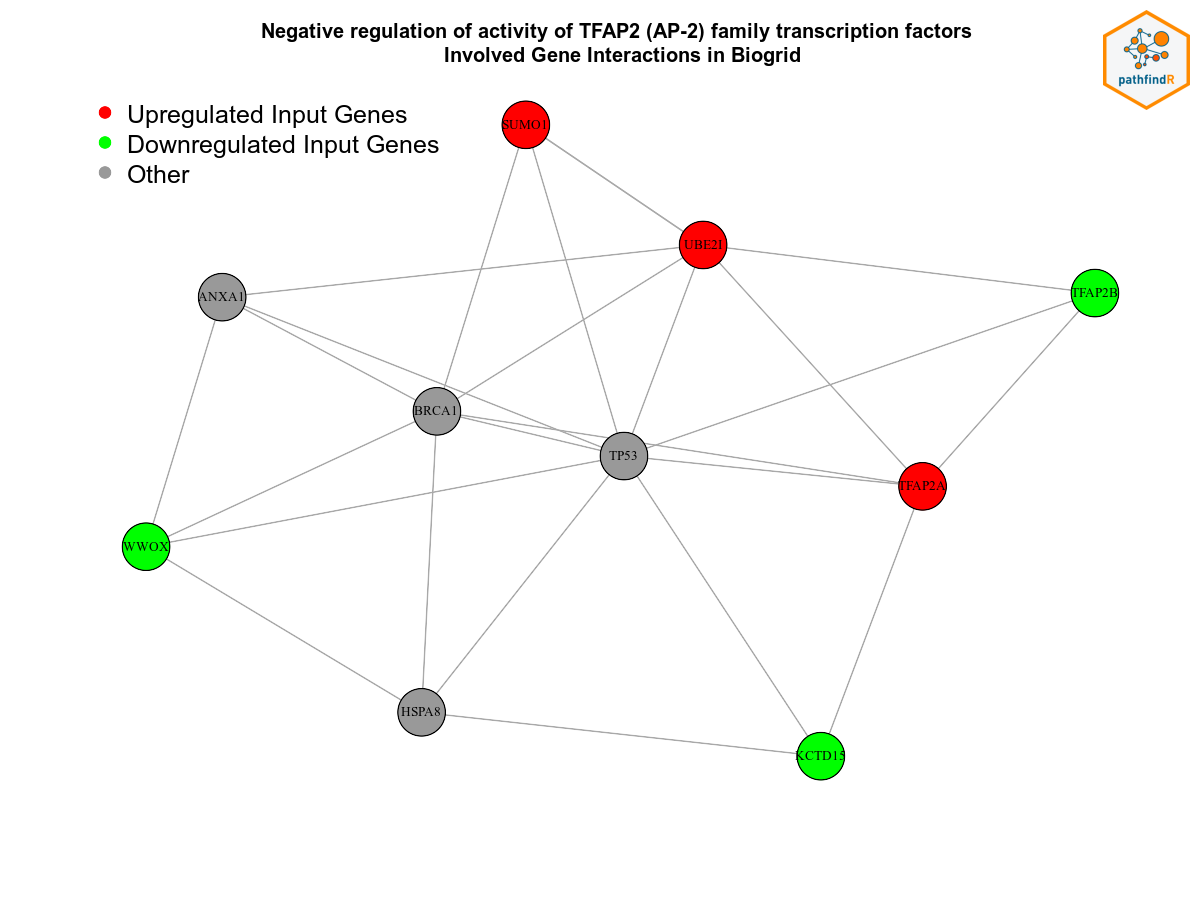 Negative regulation of activity of TFAP2 (AP-2) family transcription factors
Involved Gene Interactions in Biogrid
pathfindR
Upregulated Input Genes
Downregulated Input Genes
Other
SUMO1
UBE2I
ANXA1
TFAP2B
BRCA1
TP53
TFAP2A
WWOX
HSPA8
KCTD15